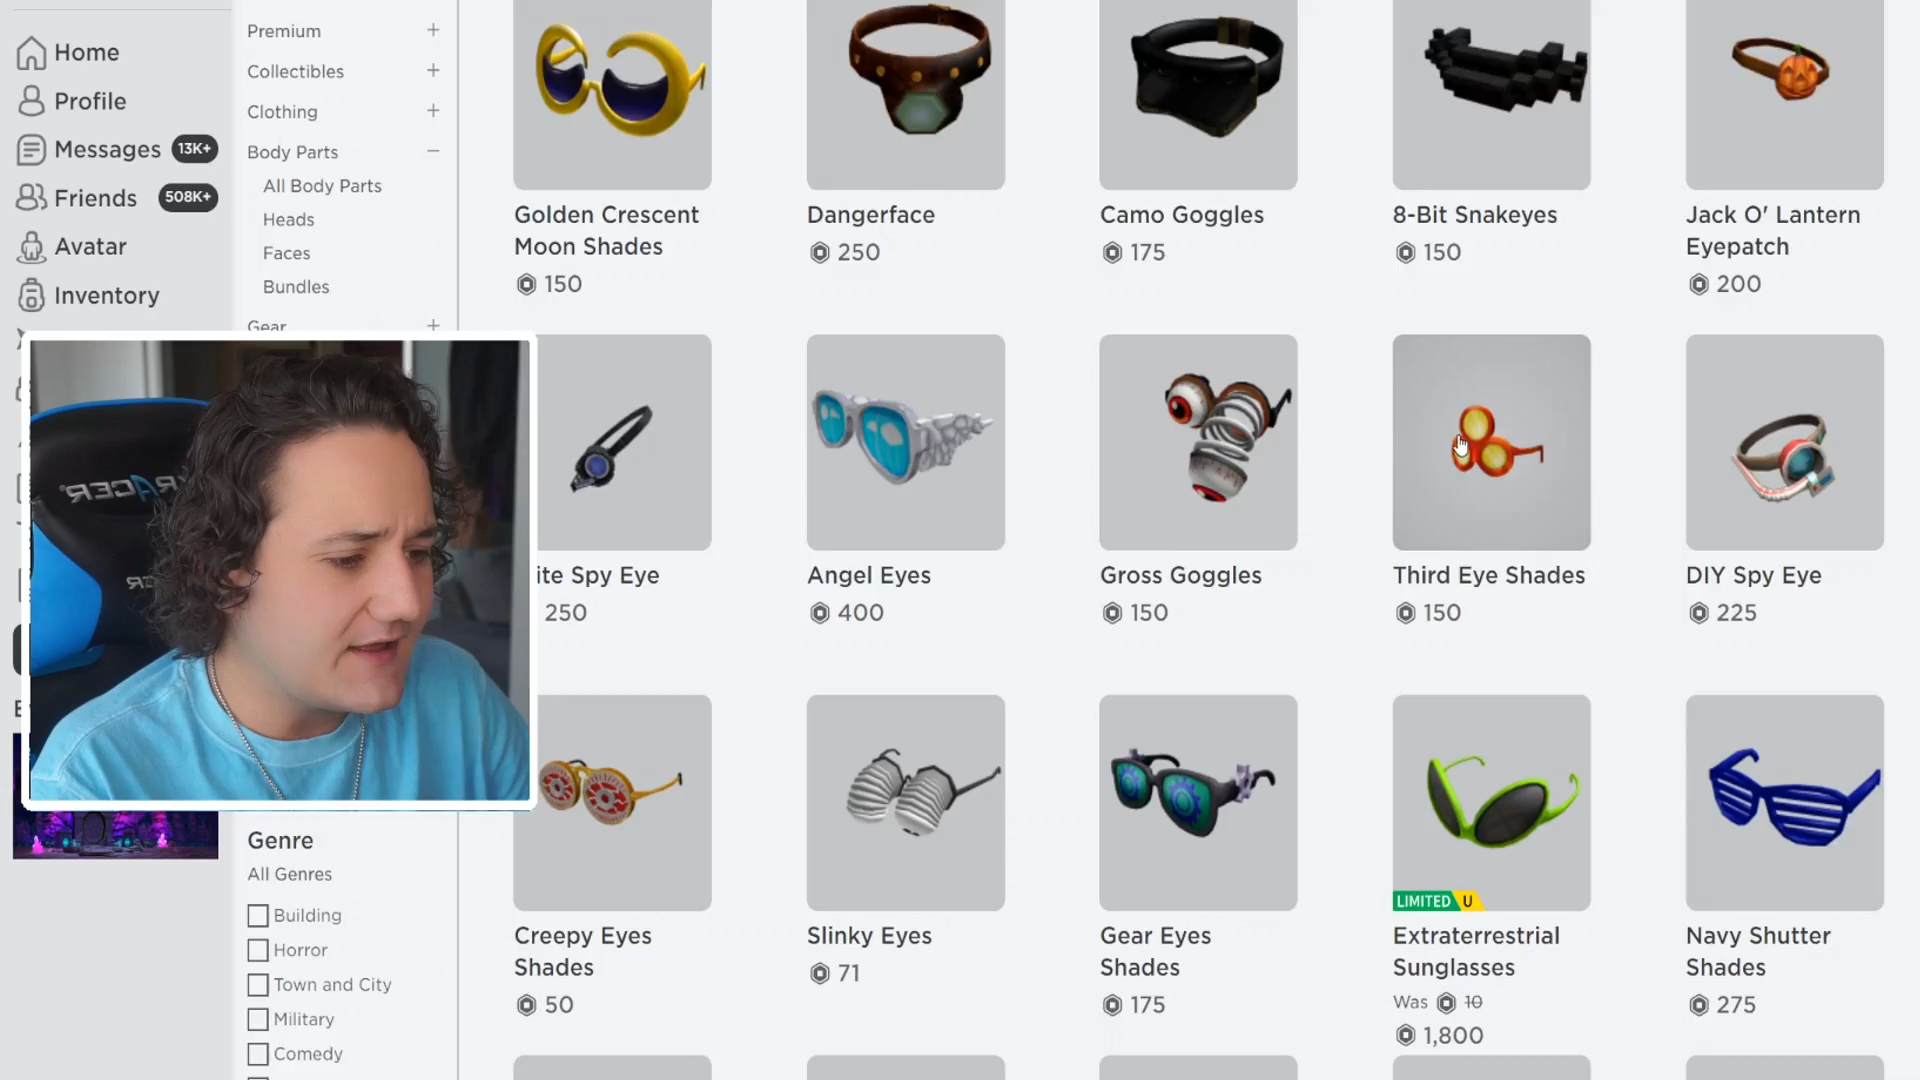 Home
Profile
Messages 13K+
Friends 508K+
Avatar
Inventory
Premium +
Collectibles +
Clothing +
Body Parts −
All Body Parts
Heads
Faces
Bundles
Gear +
Genre
All Genres
Building
Horror
Town and City
Military
Comedy
Golden Crescent
Moon Shades
150
Dangerface
250
Camo Goggles
175
8-Bit Snakeyes
150
Jack O' Lantern
Eyepatch
200
ite Spy Eye
250
Angel Eyes
400
Gross Goggles
150
Third Eye Shades
150
DIY Spy Eye
225
Creepy Eyes
Shades
50
Slinky Eyes
71
Gear Eyes
Shades
175
LIMITED U
Extraterrestrial
Sunglasses
Was 10
1,800
Navy Shutter
Shades
275